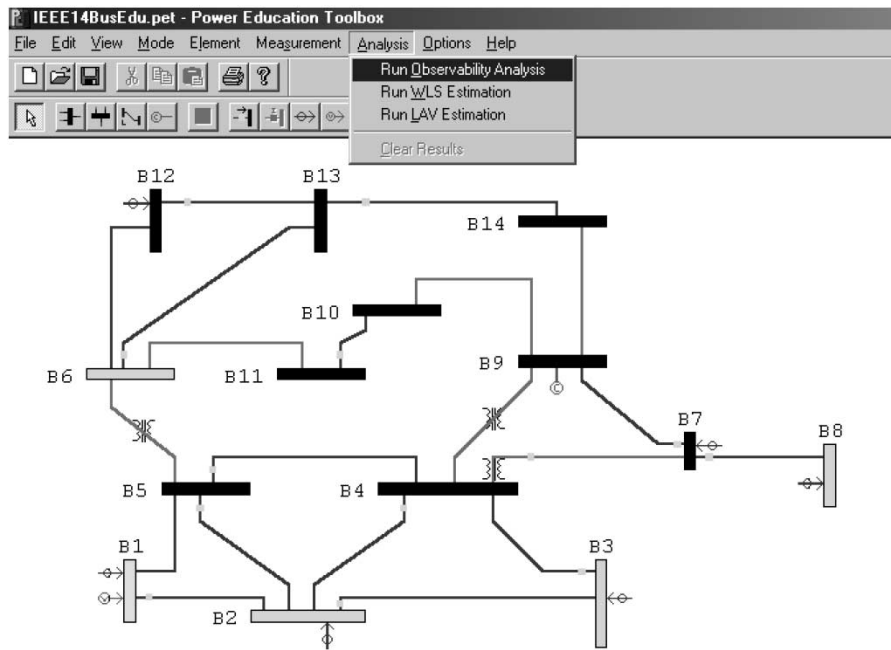 IEEE14BusEdu.pet - Power Education Toolbox
File Edit View Mode Element Measurement Analysis Options Help
Run Observability Analysis
Run WLS Estimation
Run LAV Estimation
Clear Results
B12 B13
B14
B10
B6 B11 B9
B7 B8
B5 B4
B1 B3
B2